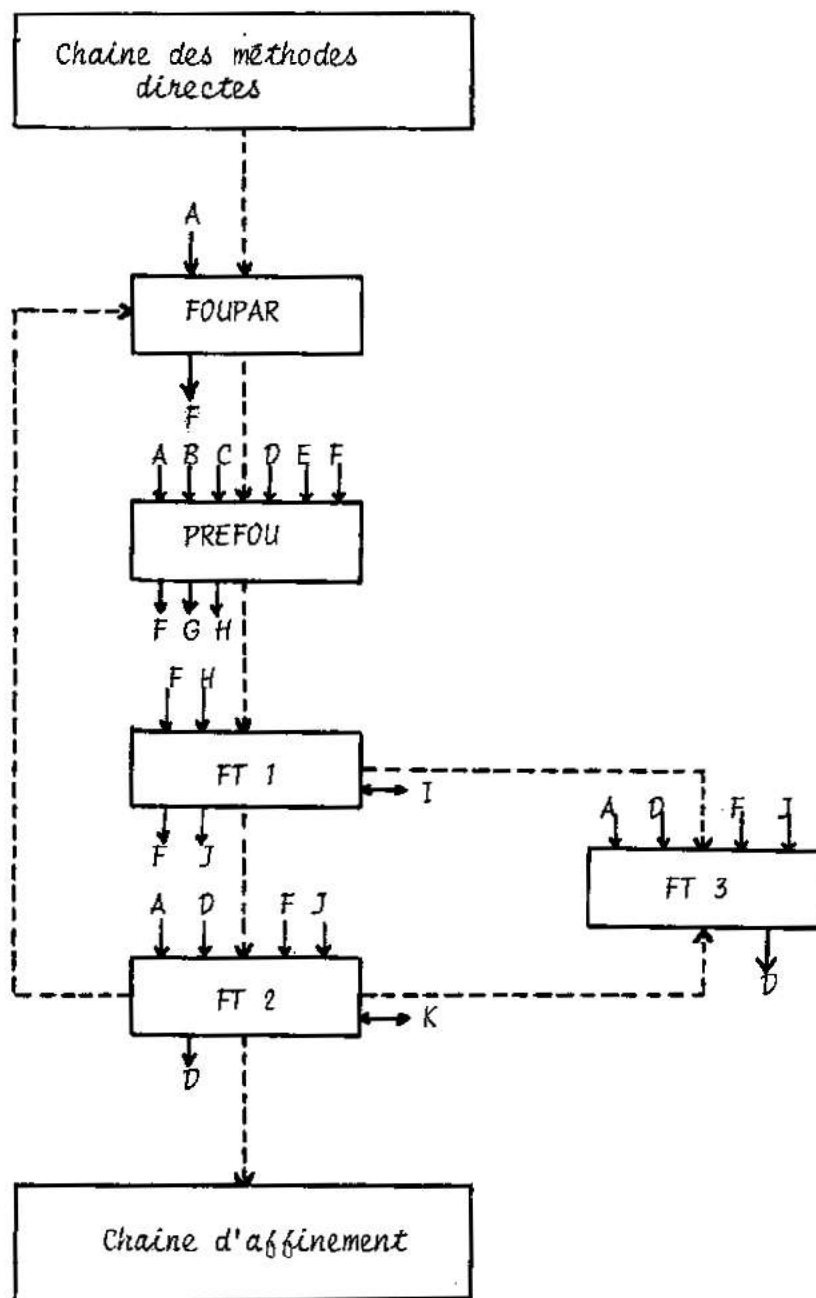 Chaine des méthodes
directes
A
FOUPAR
F
A B C D E F
PREFOU
F G H
F H
FT 1
I
F J
A D F J
FT 3
D
A D F J
FT 2
K
D
Chaine d'affinement